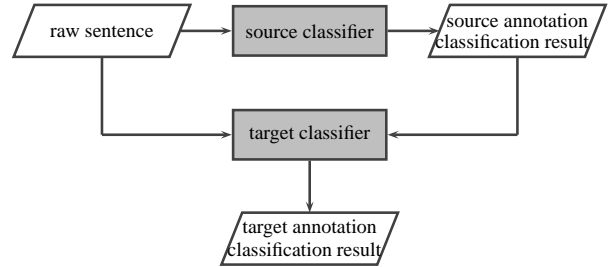 raw sentence
source classifier
source annotation
classification result
target classifier
target annotation
classification result